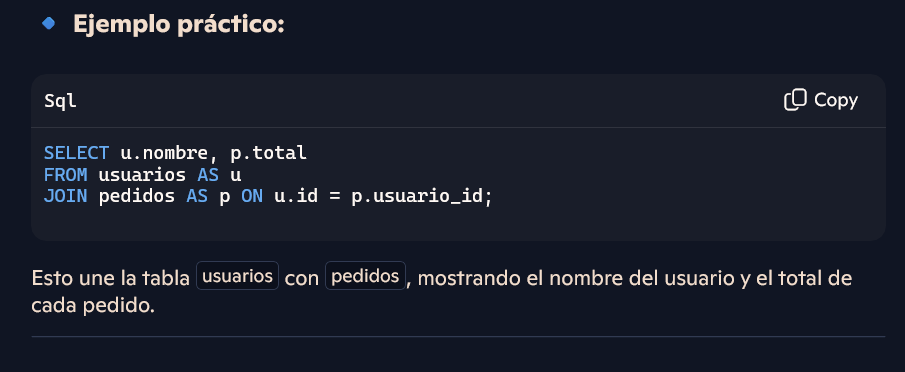 Ejemplo práctico:
Sql
Copy
SELECT u.nombre, p.total
FROM usuarios AS u
JOIN pedidos AS p ON u.id = p.usuario_id;
Esto une la tabla usuarios con pedidos, mostrando el nombre del usuario y el total de
cada pedido.